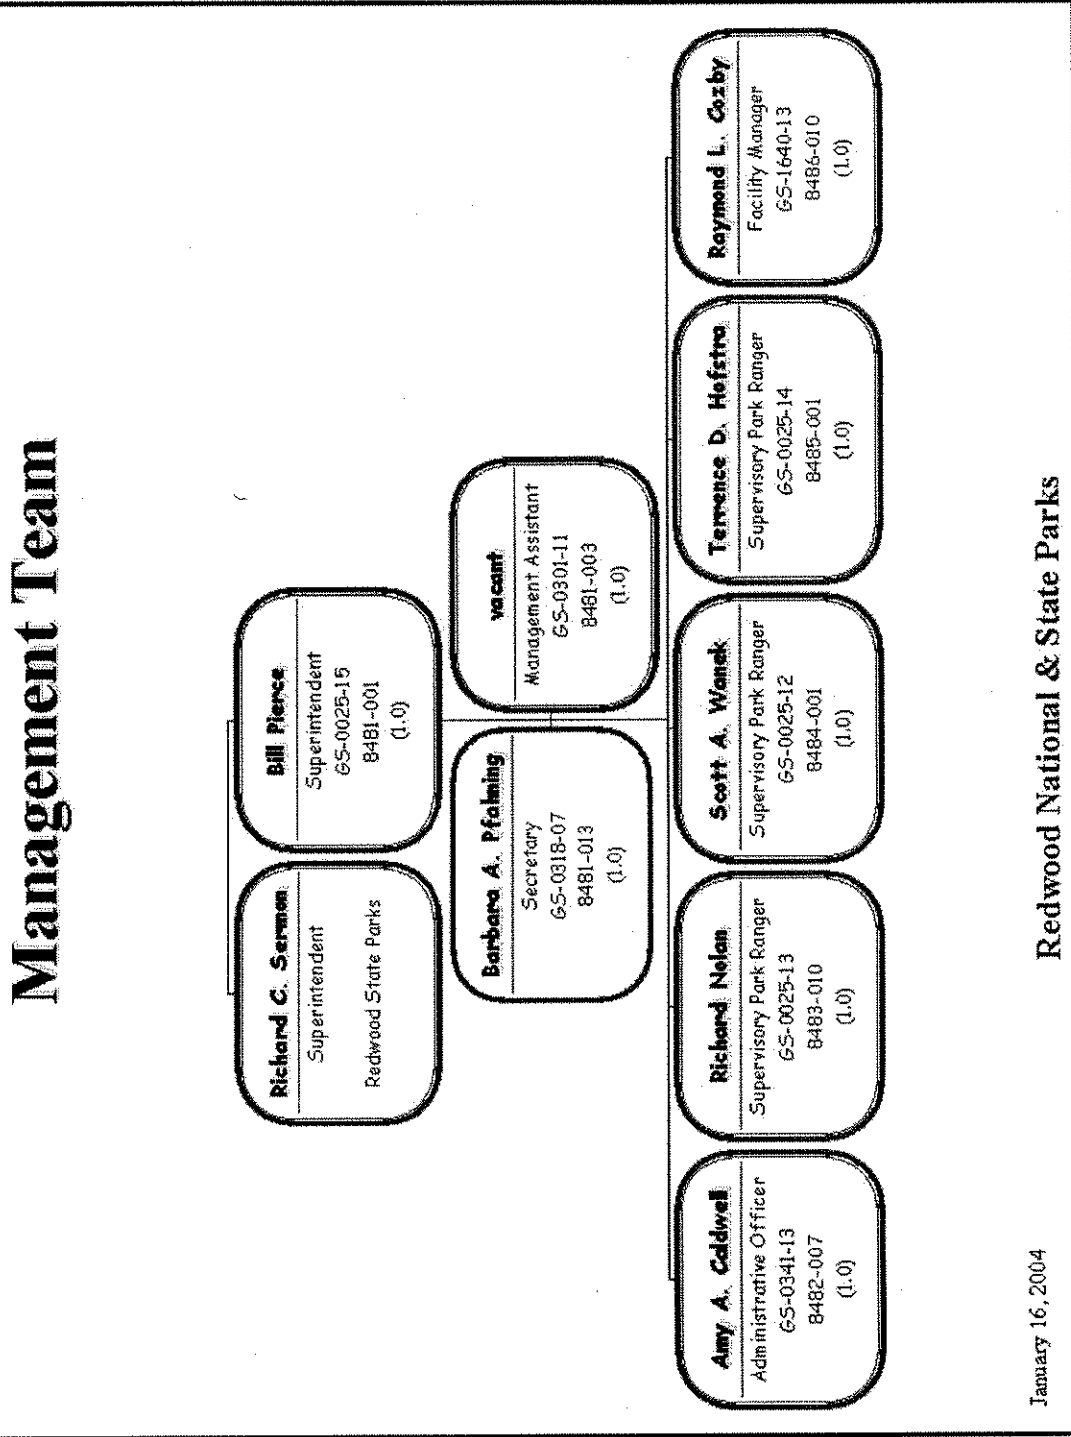 Management Team
Richard C. Sermon
Superintendent
Redwood State Parks
Bill Pierce
Superintendent
GS-0025-15
8481-001
(1.0)
Barbara A. Pfalming
Secretary
GS-0318-07
8481-013
(1.0)
vacant
Management Assistant
GS-0301-11
8481-003
(1.0)
Amy A. Caldwell
Administrative Officer
GS-0341-13
8482-007
(1.0)
Richard Nolan
Supervisory Park Ranger
GS-0025-13
8483-010
(1.0)
Scott A. Wanek
Supervisory Park Ranger
GS-0025-12
8484-001
(1.0)
Terrence D. Hofstra
Supervisory Park Ranger
GS-0025-14
8485-001
(1.0)
Raymond L. Cozby
Facility Manager
GS-1640-13
8486-010
(1.0)
January 16, 2004
Redwood National & State Parks